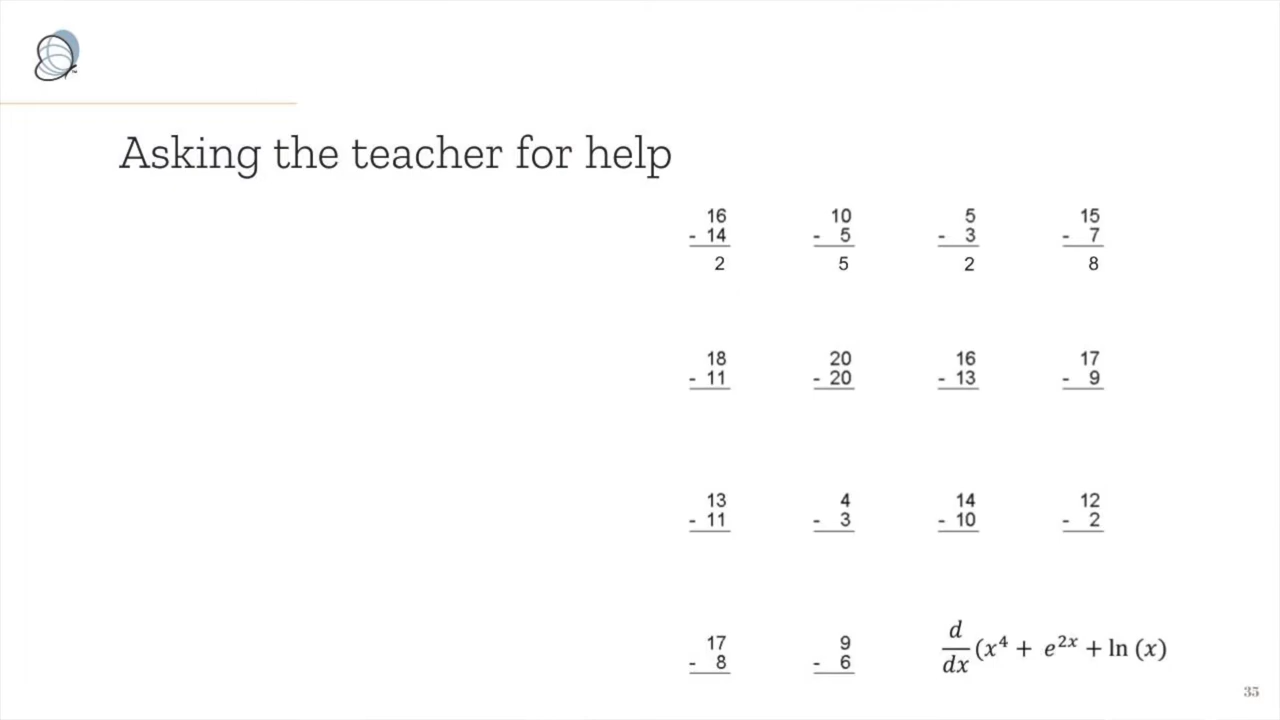 Asking the teacher for help
16 10 5 15
- 14 - 5 - 3 - 7
2 5 2 8
18 20 16 17
- 11 - 20 - 13 - 9
13 4 14 12
- 11 - 3 - 10 - 2
17 9
- 8 - 6
d/dx (x⁴ + e²ˣ + ln (x)
35